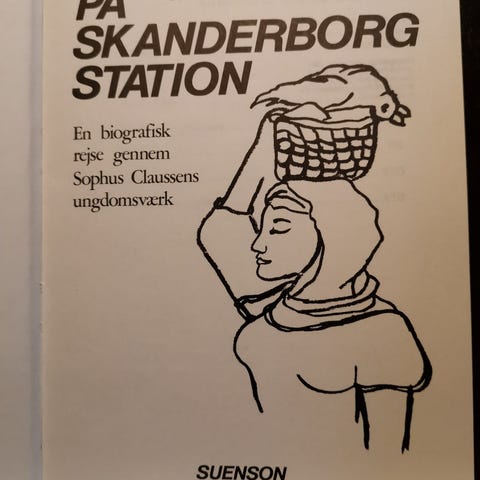 PÅ
SKANDERBORG
STATION
En biografisk
rejse gennem
Sophus Claussens
ungdomsværk
SUENSON